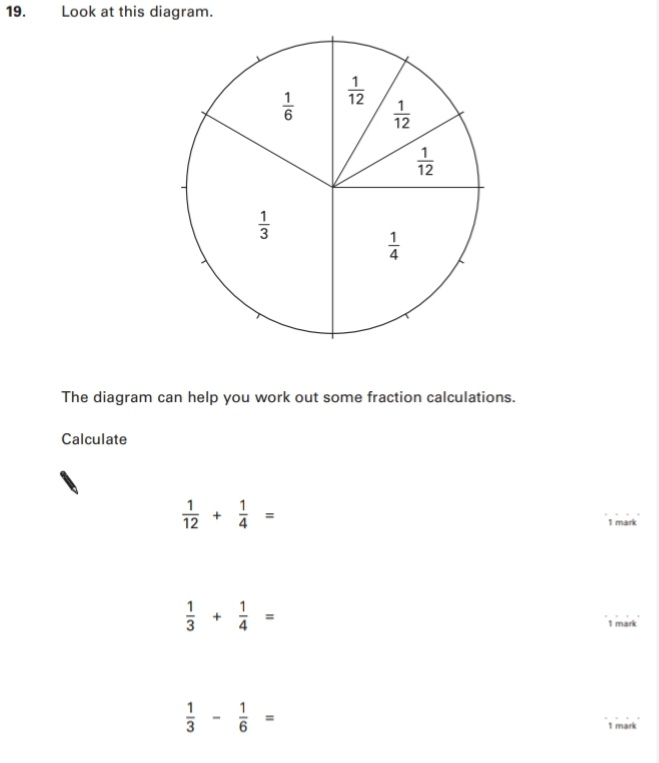 19. Look at this diagram.
1/6
1/12
1/12
1/12
1/3
1/4
The diagram can help you work out some fraction calculations.
Calculate
1/12 + 1/4 =
1 mark
1/3 + 1/4 =
1 mark
1/3 - 1/6 =
1 mark